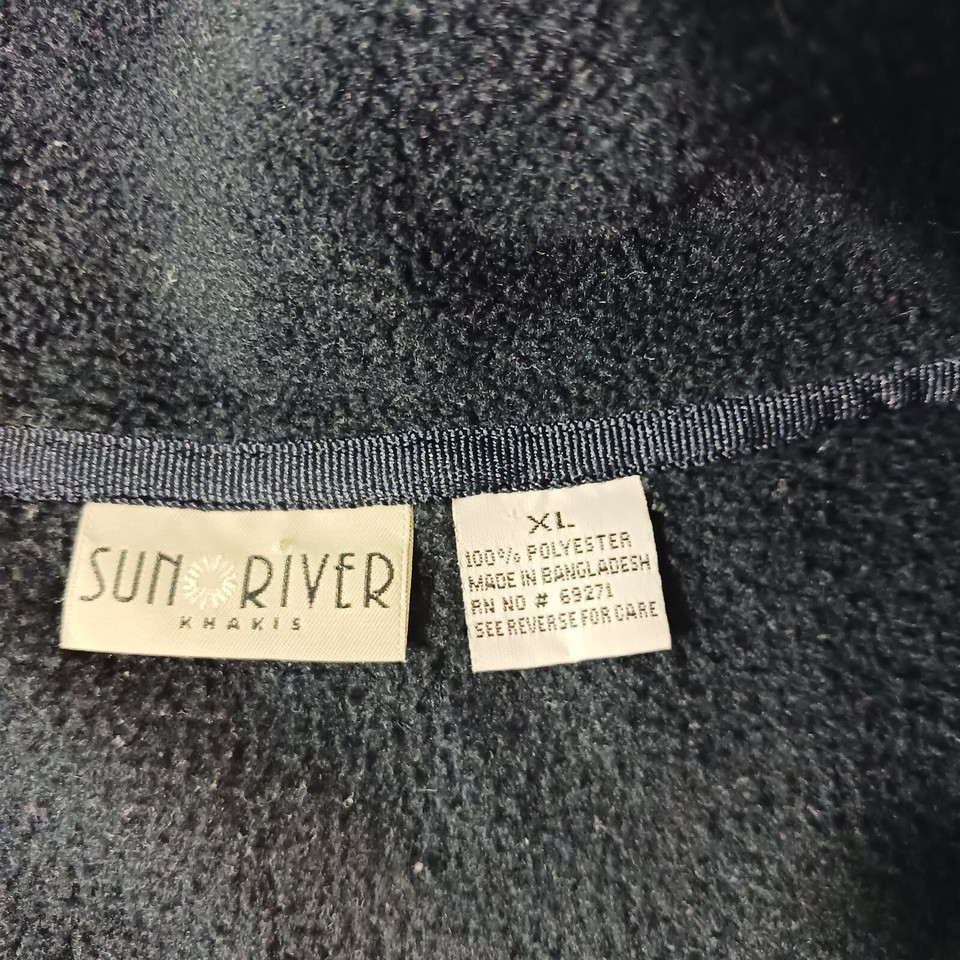 SUN RIVER
KHAKIS
XL
100% POLYESTER
MADE IN BANGLADESH
RN NO # 69271
SEE REVERSE FOR CARE